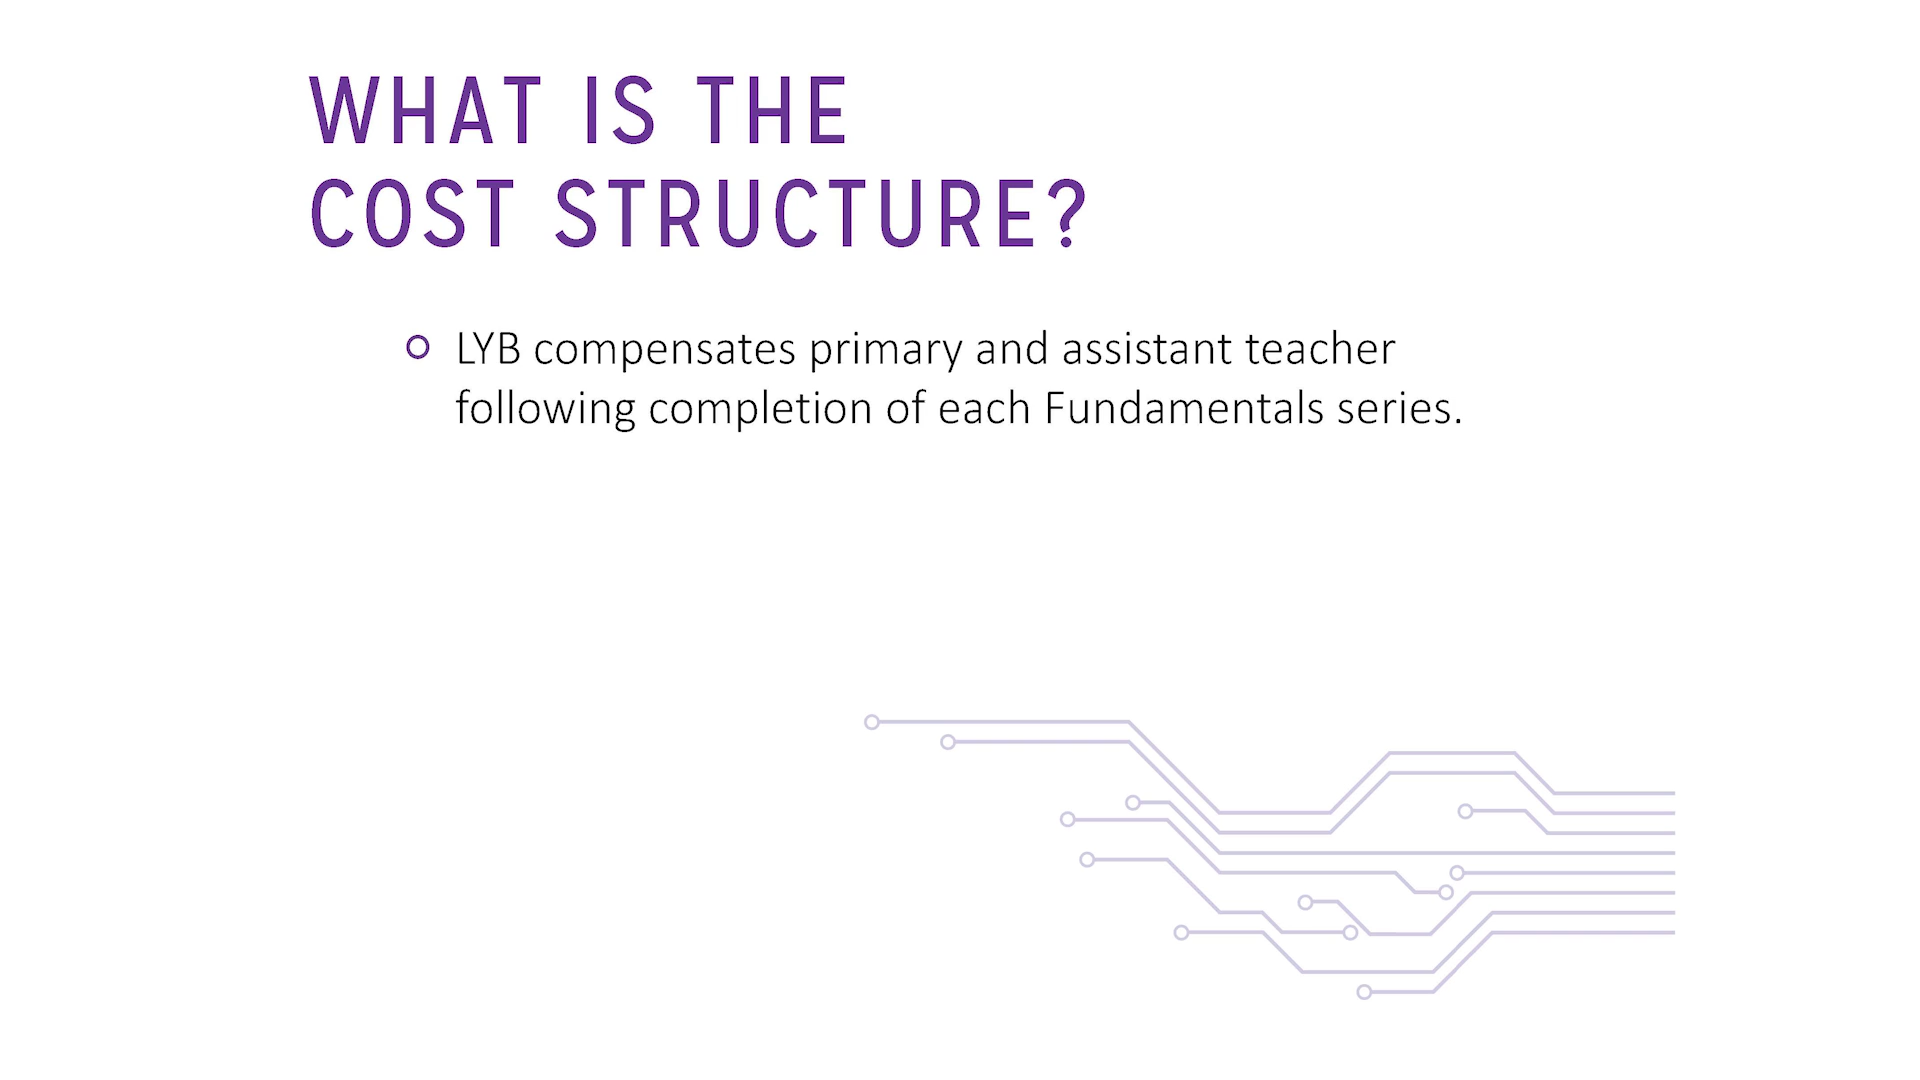 WHAT IS THE
COST STRUCTURE?
LYB compensates primary and assistant teacher
following completion of each Fundamentals series.